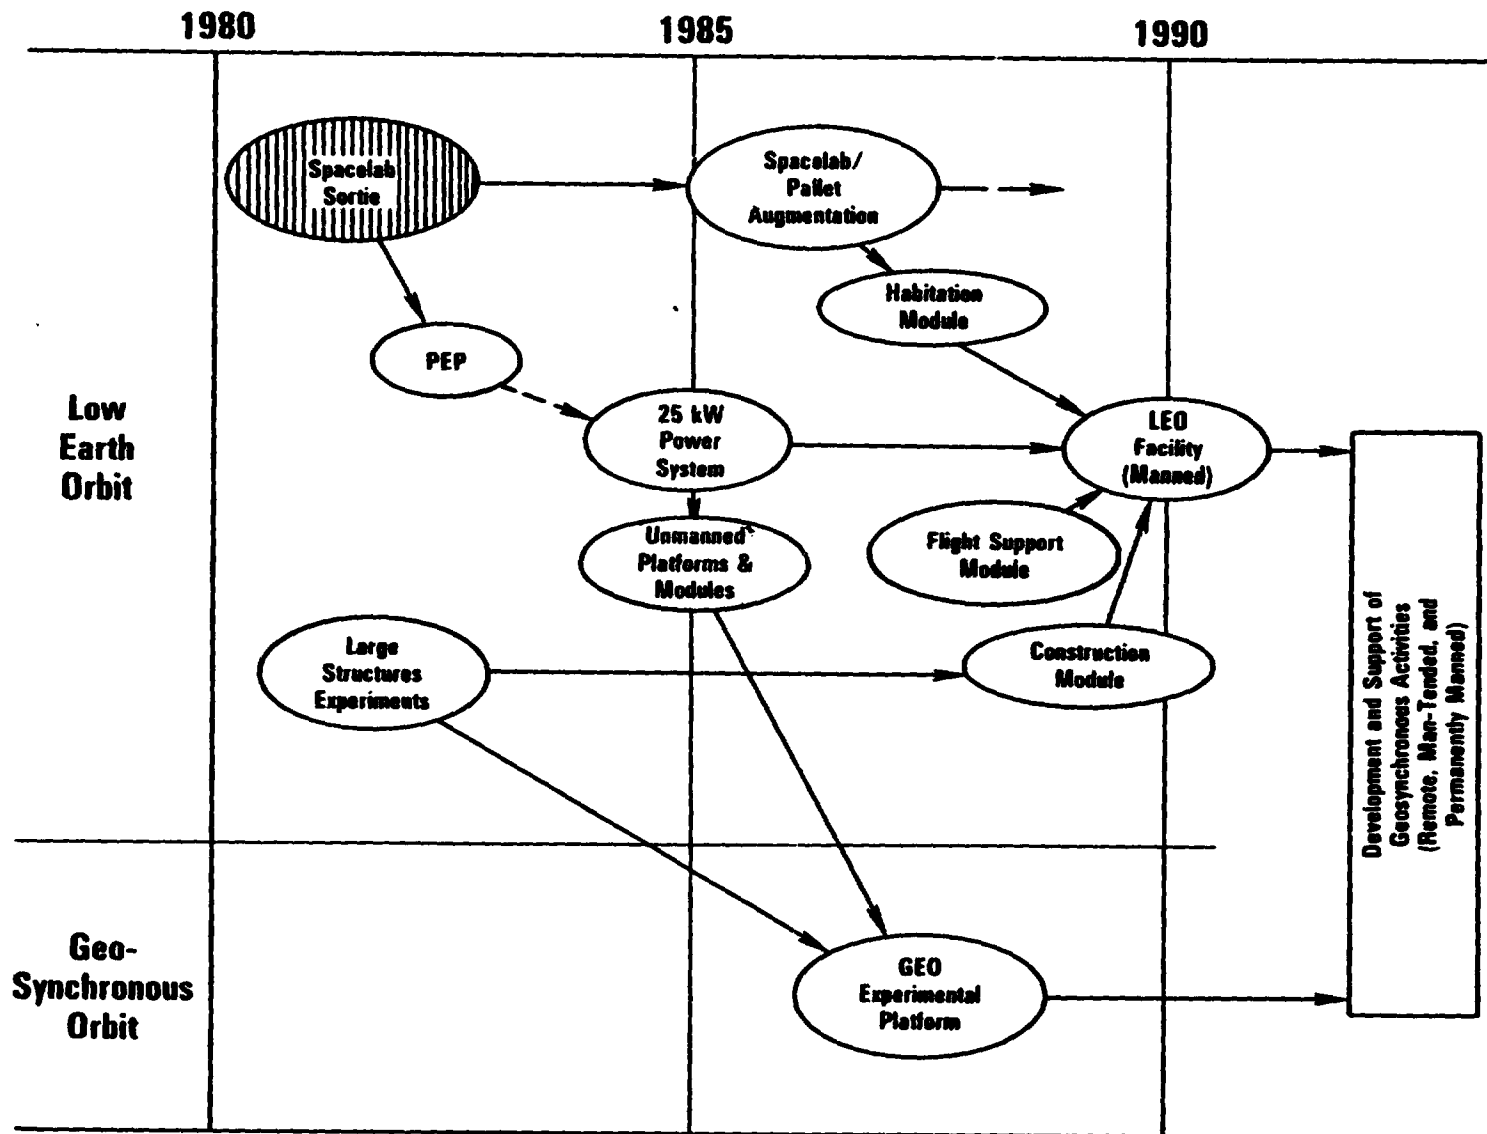 1980
1985
1990
Spacelab
Sortie
Spacelab/
Pallet
Augmentation
Habitation
Module
PEP
Low
Earth
Orbit
25 kW
Power
System
LEO
Facility
(Manned)
Unmanned
Platforms &
Modules
Flight Support
Module
Large
Structures
Experiments
Construction
Module
Development and Support of
Geosynchronous Activities
(Remote, Man-Tended, and
Permanently Manned)
Geo-
Synchronous
Orbit
GEO
Experimental
Platform